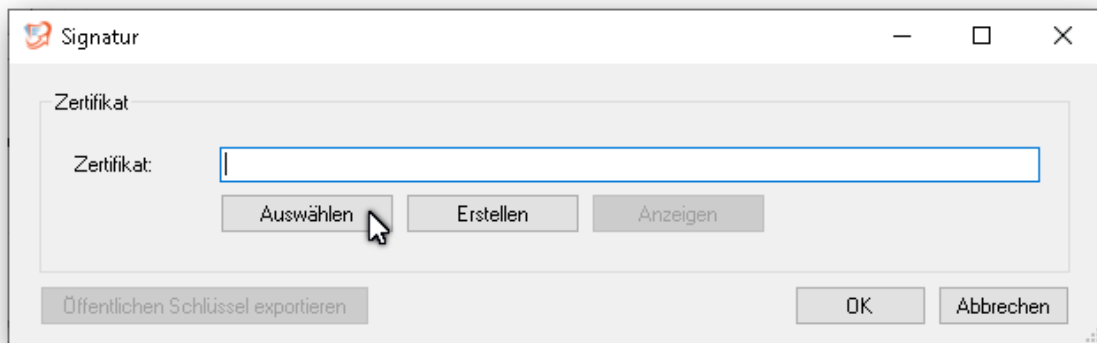 Signatur
Zertifikat
Zertifikat:
Auswählen Erstellen Anzeigen
Öffentlichen Schlüssel exportieren OK Abbrechen